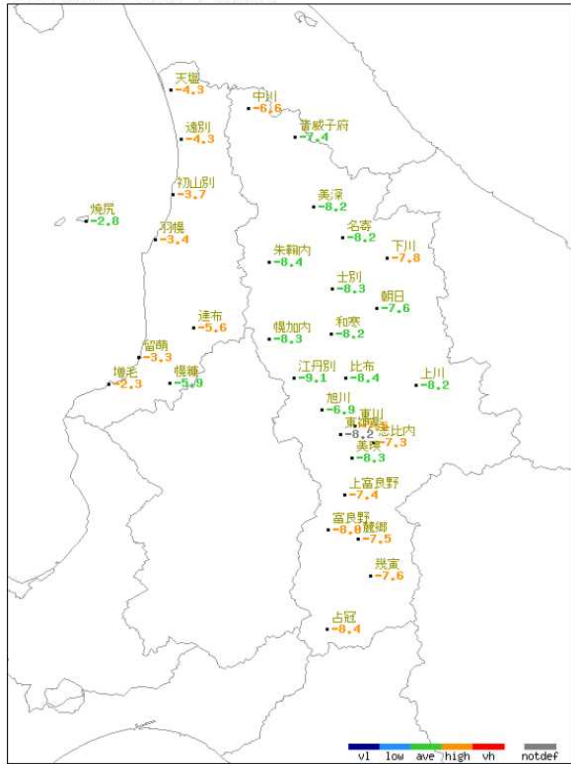 天塩
-4.3
中川
-6.6
音威子府
-7.4
遠別
-4.3
初山別
-3.7
美深
-8.2
焼尻
-2.8
羽幌
-3.4
名寄
-8.2
下川
-7.8
朱鞠内
-8.4
士別
-8.3
朝日
-7.6
達布
-5.6
幌加内
-8.3
和寒
-8.2
留萌
-3.3
増毛
-2.3
幌糠
-5.9
江丹別
-9.1
比布
-8.4
上川
-8.2
旭川
-6.9
東川
-8.2
志比内
-7.3
美瑛
-8.3
上富良野
-7.4
富良野
-8.0
麓郷
-7.5
幾寅
-7.6
占冠
-8.4
vl low ave high vh notdef